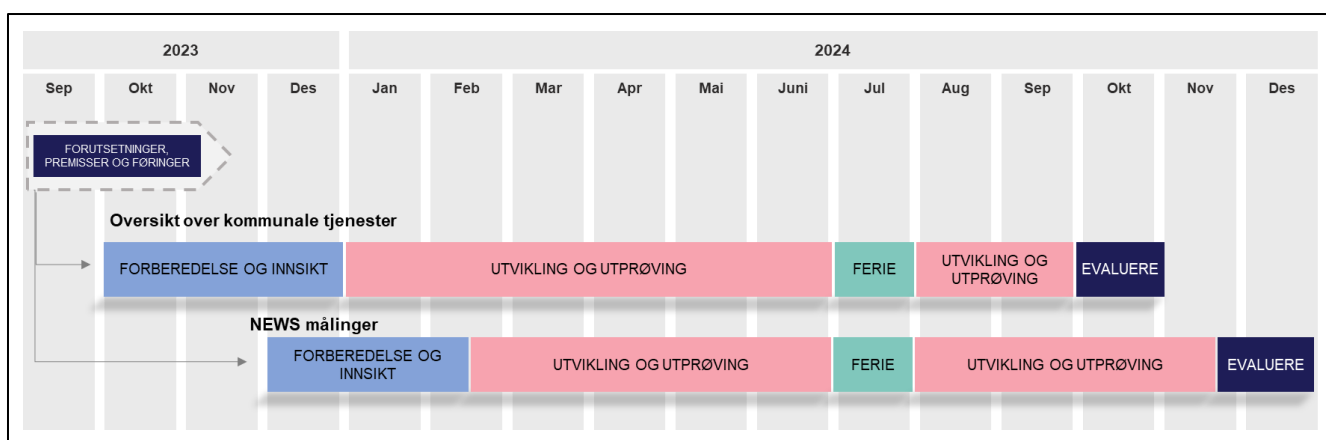 2023 2024
Sep Okt Nov Des Jan Feb Mar Apr Mai Juni Jul Aug Sep Okt Nov Des
FORUTSETNINGER,
PREMISSER OG FØRINGER
Oversikt over kommunale tjenester
FORBEREDELSE OG INNSIKT
UTVIKLING OG UTPRØVING
FERIE
UTVIKLING OG
UTPRØVING
EVALUERE
NEWS målinger
FORBEREDELSE OG
INNSIKT
UTVIKLING OG UTPRØVING
FERIE
UTVIKLING OG UTPRØVING
EVALUERE